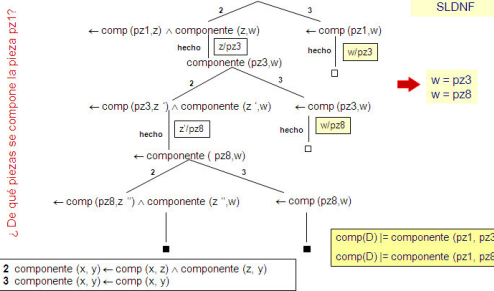 SLDNF
¿De qué piezas se compone la pieza pz1?
2
3
← comp (pz1,z) ∧ componente (z,w)
← comp (pz1,w)
hecho
z/pz3
hecho
w/pz3
componente (pz3,w)
w = pz3
w = pz8
2
3
← comp (pz3,z ´) ∧ componente (z ´,w)
← comp (pz3,w)
hecho
z'/pz8
hecho
w/pz8
← componente ( pz8,w)
2
3
← comp (pz8,z ´´) ∧ componente (z ´´,w)
← comp (pz8,w)
comp(D) |= componente (pz1, pz3
comp(D) |= componente (pz1, pz8
2 componente (x, y) ← comp (x, z) ∧ componente (z, y)
3 componente (x, y) ← comp (x, y)